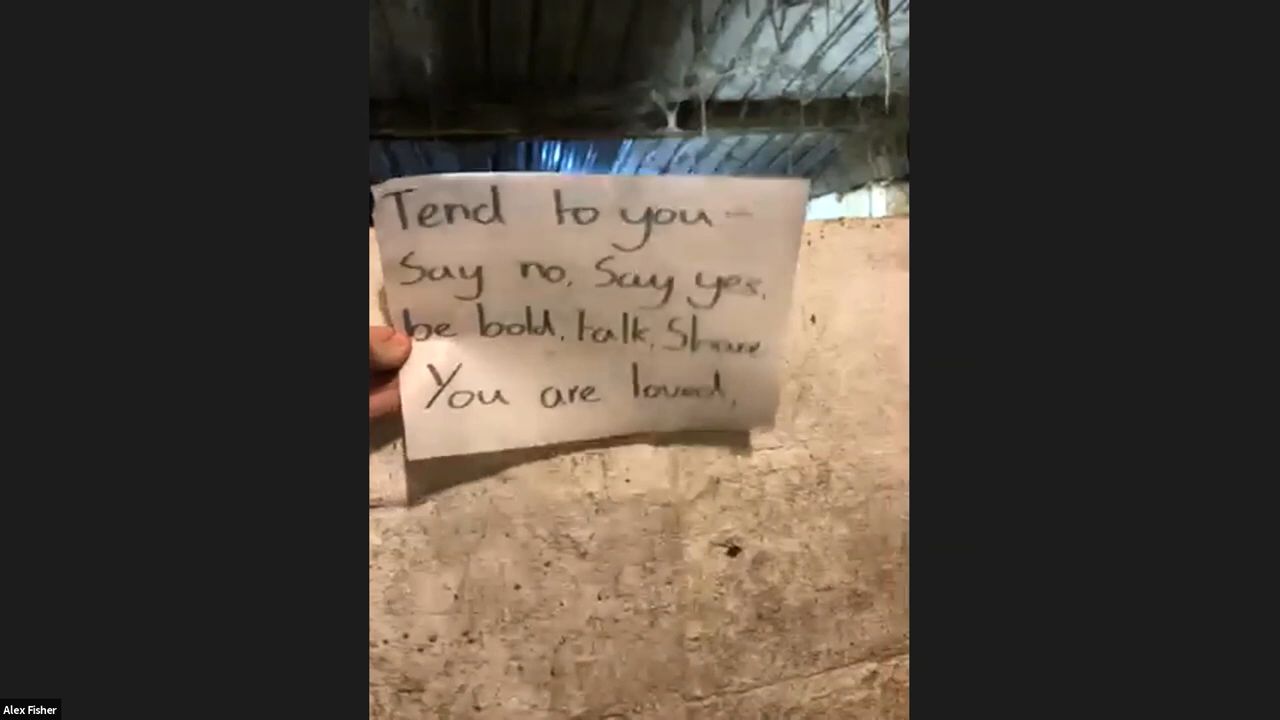 Tend to you -
Say no. Say yes.
be bold. talk. Share
You are loved.
Alex Fisher